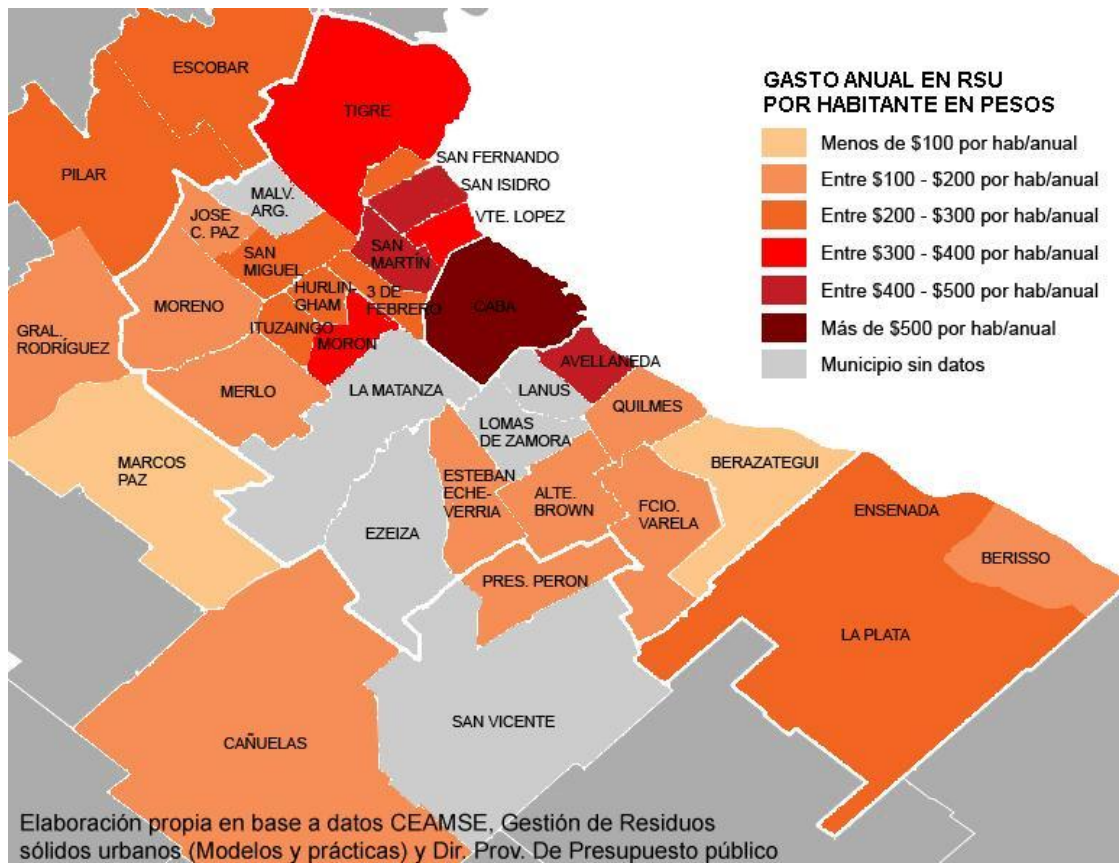 GASTO ANUAL EN RSU
POR HABITANTE EN PESOS
Menos de $100 por hab/anual
Entre $100 - $200 por hab/anual
Entre $200 - $300 por hab/anual
Entre $300 - $400 por hab/anual
Entre $400 - $500 por hab/anual
Más de $500 por hab/anual
Municipio sin datos
ESCOBAR
TIGRE
PILAR
SAN FERNANDO
SAN ISIDRO
MALV.
ARG.
VTE. LOPEZ
JOSE
C. PAZ
SAN
MIGUEL
SAN
MARTÍN
HURLIN-
GHAM
3 DE
FEBRERO
CABA
MORENO
ITUZAINGO
MORON
GRAL.
RODRÍGUEZ
MERLO
LA MATANZA
AVELLANEDA
LANUS
QUILMES
LOMAS
DE ZAMORA
MARCOS
PAZ
BERAZATEGUI
ESTEBAN
ECHE-
VERRIA
ALTE.
BROWN
FCIO.
VARELA
ENSENADA
EZEIZA
BERISSO
PRES. PERON
LA PLATA
SAN VICENTE
CAÑUELAS
Elaboración propia en base a datos CEAMSE, Gestión de Residuos
sólidos urbanos (Modelos y prácticas) y Dir. Prov. De Presupuesto público